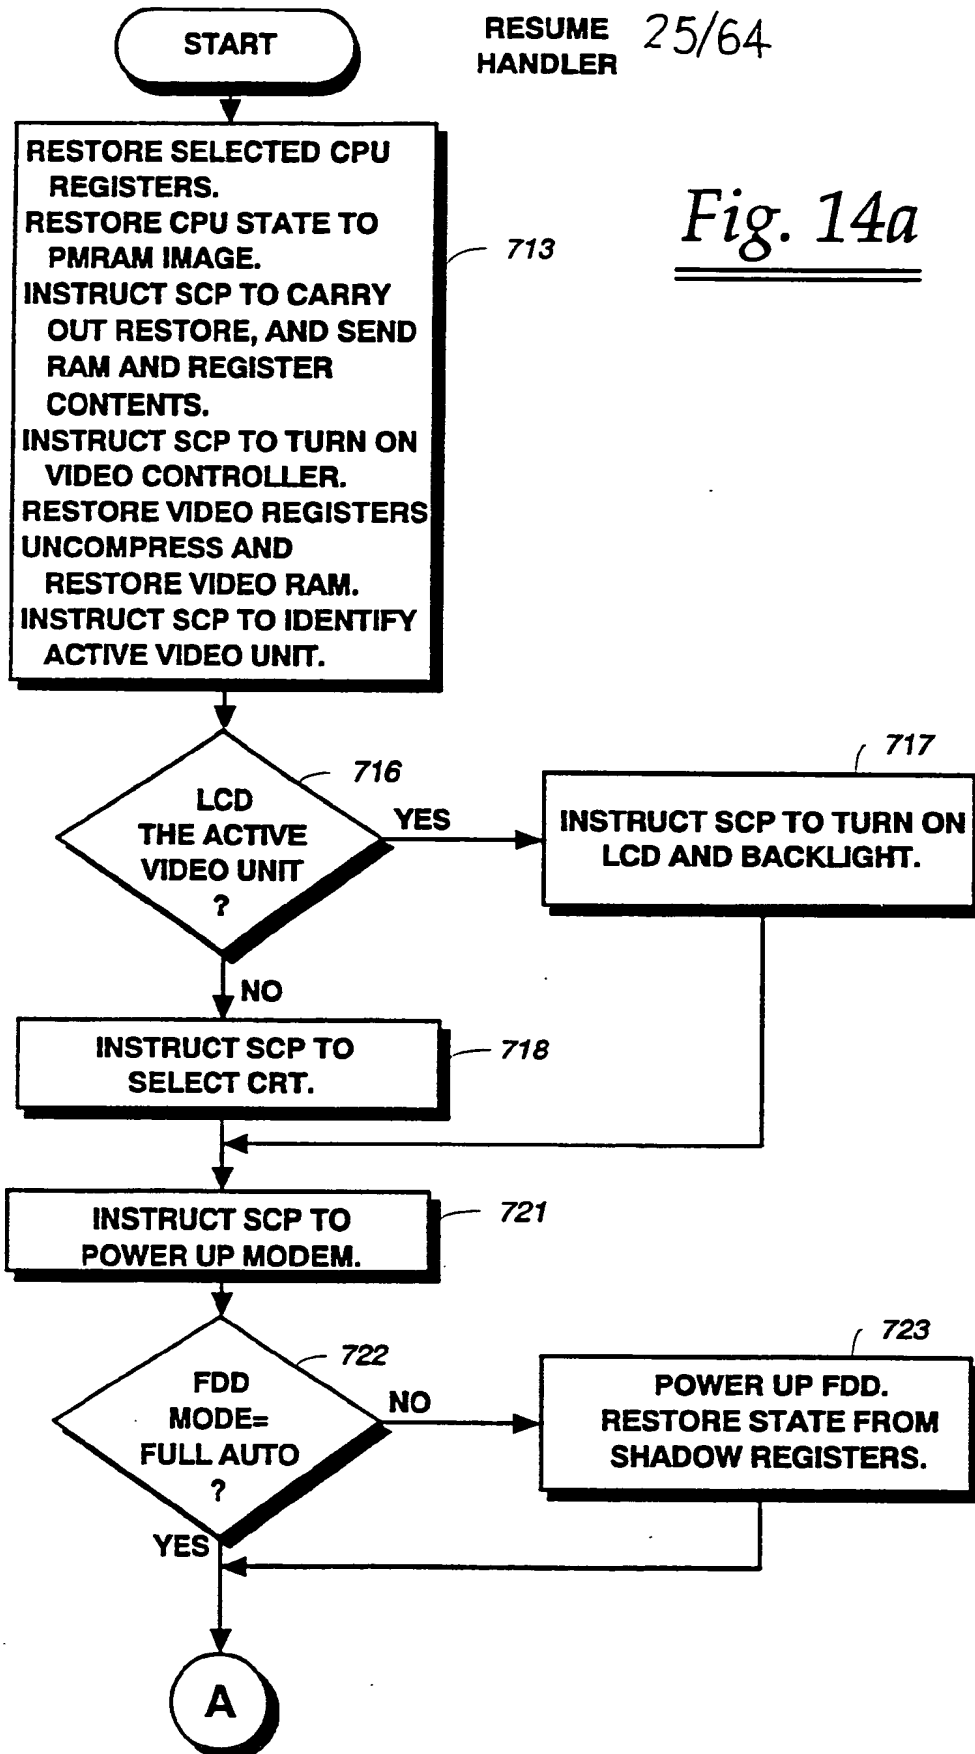 START
RESUME
HANDLER
25/64
Fig. 14a
RESTORE SELECTED CPU
REGISTERS.
RESTORE CPU STATE TO
PMRAM IMAGE.
INSTRUCT SCP TO CARRY
OUT RESTORE, AND SEND
RAM AND REGISTER
CONTENTS.
INSTRUCT SCP TO TURN ON
VIDEO CONTROLLER.
RESTORE VIDEO REGISTERS
UNCOMPRESS AND
RESTORE VIDEO RAM.
INSTRUCT SCP TO IDENTIFY
ACTIVE VIDEO UNIT.
713
LCD
THE ACTIVE
VIDEO UNIT
?
716
YES
717
INSTRUCT SCP TO TURN ON
LCD AND BACKLIGHT.
NO
INSTRUCT SCP TO
SELECT CRT.
718
INSTRUCT SCP TO
POWER UP MODEM.
721
FDD
MODE=
FULL AUTO
?
722
NO
723
POWER UP FDD.
RESTORE STATE FROM
SHADOW REGISTERS.
YES
A